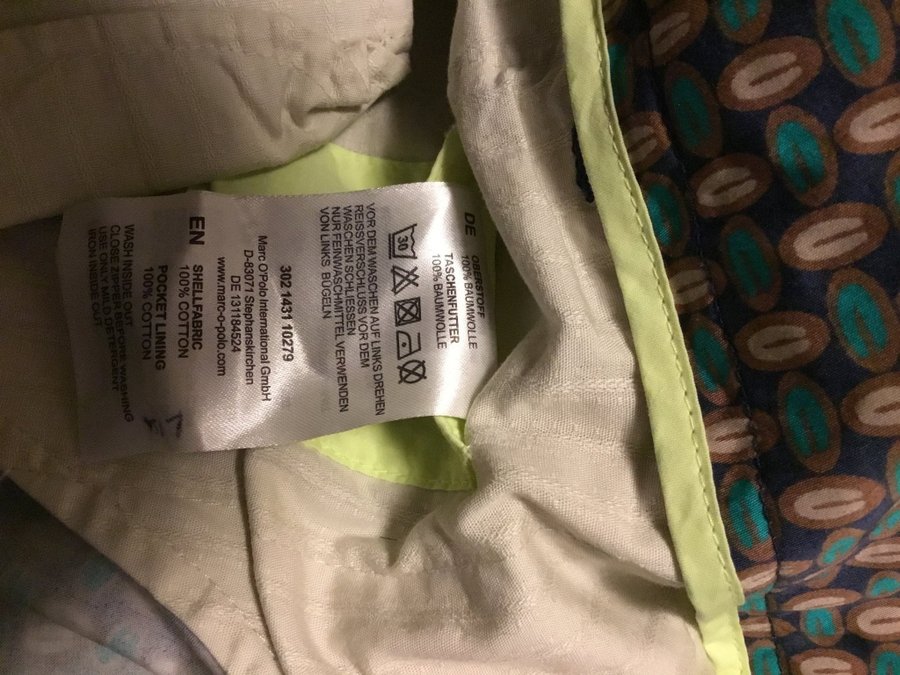 DE
OBERSTOFF
100% BAUMWOLLE
TASCHENFUTTER
100% BAUMWOLLE
30
VOR DEM WASCHEN AUF LINKS DREHEN
REISSVERSCHLUSS VOR DEM
WASCHEN SCHLIESSEN
NUR FEINWASCHMITTEL VERWENDEN
VON LINKS BÜGELN
302 1431 10279
Marc O'Polo International GmbH
D-83071 Stephanskirchen
www.marc-o-polo.com
DE 131184524
EN
SHELLFABRIC
100% COTTON
POCKET LINING
100% COTTON
WASH INSIDE OUT
CLOSE ZIPPER BEFORE WASHING
USE ONLY MILD DETERGENT
IRON INSIDE OUT